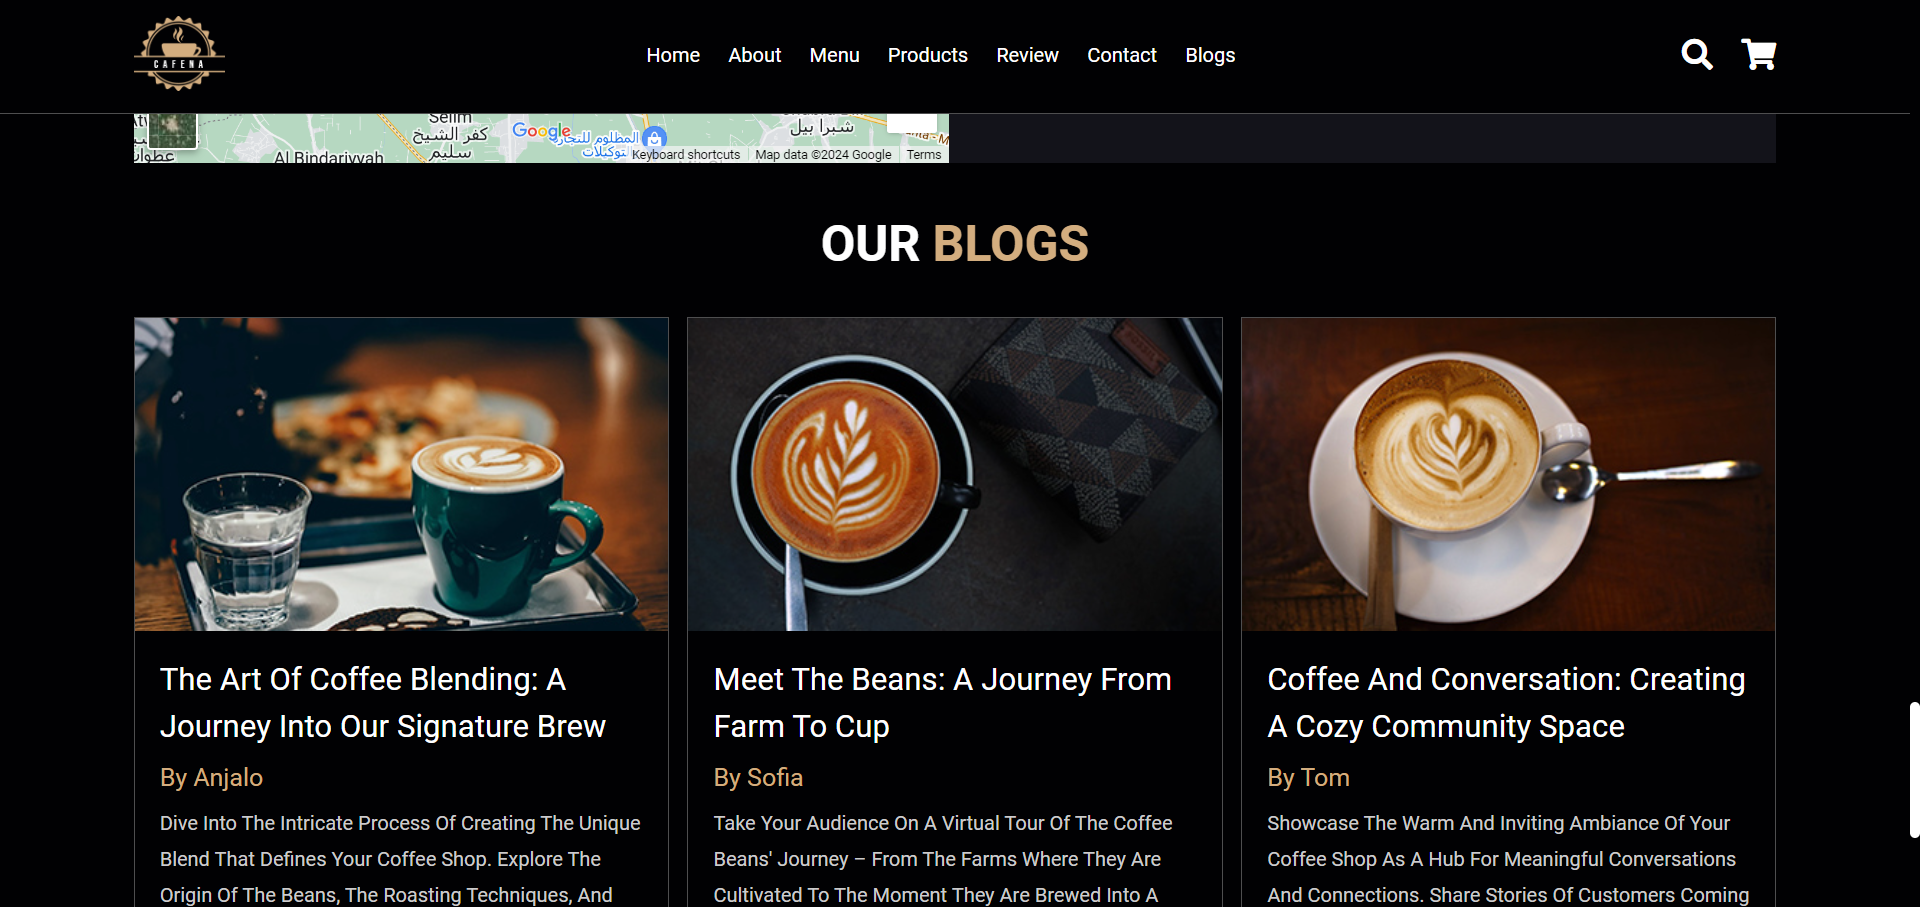 CAFENA
Home About Menu Products Review Contact Blogs
Selim
كفر الشيخ
سليم
شبرا بيل
Google
المظلوم للتجارة
Al Bindariyyah
Keyboard shortcuts Map data ©2024 Google Terms
OUR BLOGS
The Art Of Coffee Blending: A
Journey Into Our Signature Brew
By Anjalo
Dive Into The Intricate Process Of Creating The Unique
Blend That Defines Your Coffee Shop. Explore The
Origin Of The Beans, The Roasting Techniques, And
Meet The Beans: A Journey From
Farm To Cup
By Sofia
Take Your Audience On A Virtual Tour Of The Coffee
Beans' Journey – From The Farms Where They Are
Cultivated To The Moment They Are Brewed Into A
Coffee And Conversation: Creating
A Cozy Community Space
By Tom
Showcase The Warm And Inviting Ambiance Of Your
Coffee Shop As A Hub For Meaningful Conversations
And Connections. Share Stories Of Customers Coming